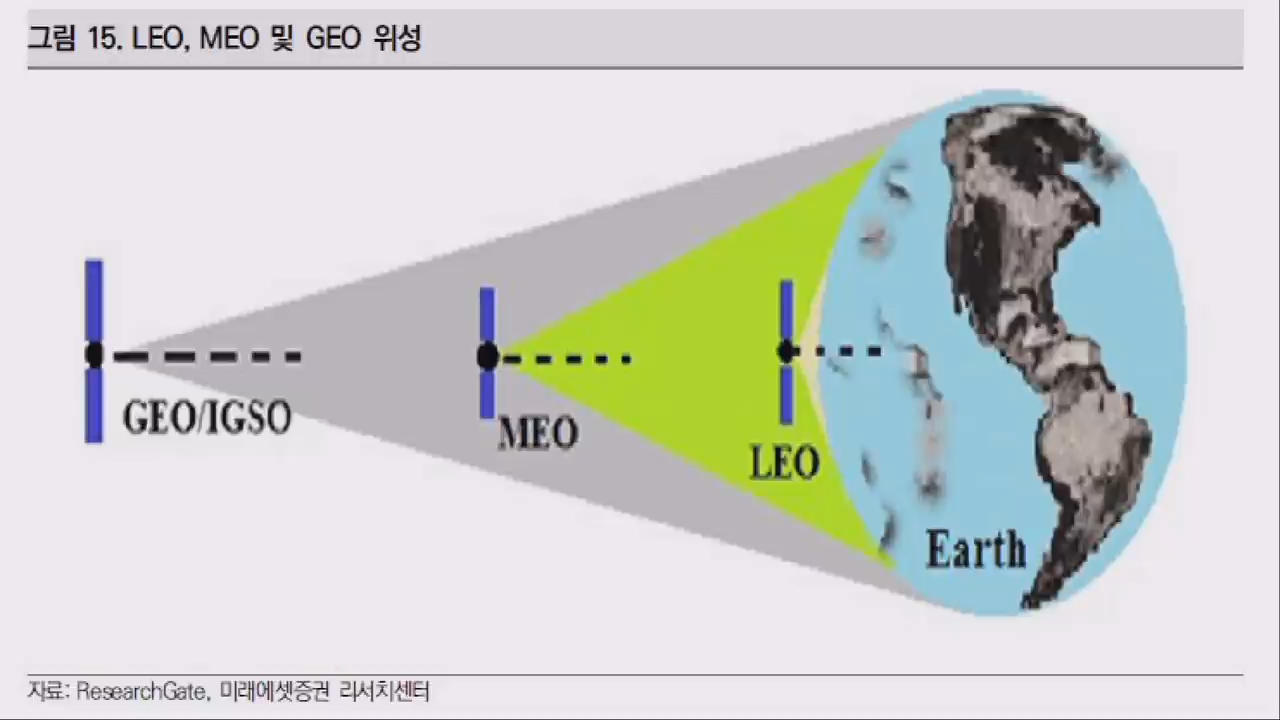 그림 15. LEO, MEO 및 GEO 위성
GEO/IGSO
MEO
LEO
Earth
자료: ResearchGate, 미래에셋증권 리서치센터